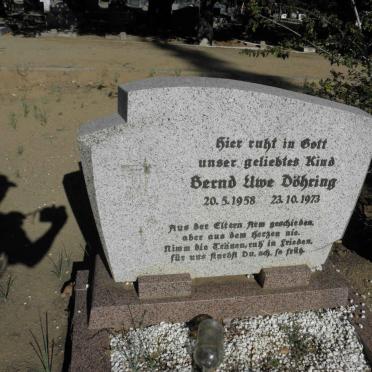 Hier ruht in Gott
unser geliebtes Kind
Bernd Uwe Döhring
20. 5. 1958 23. 10. 1973
Aus der Eltern Arm geschieden,
aber aus dem Herzen nie.
Nimm die Tränen, ruh' in Frieden,
für uns starbst Du, ach, so früh.